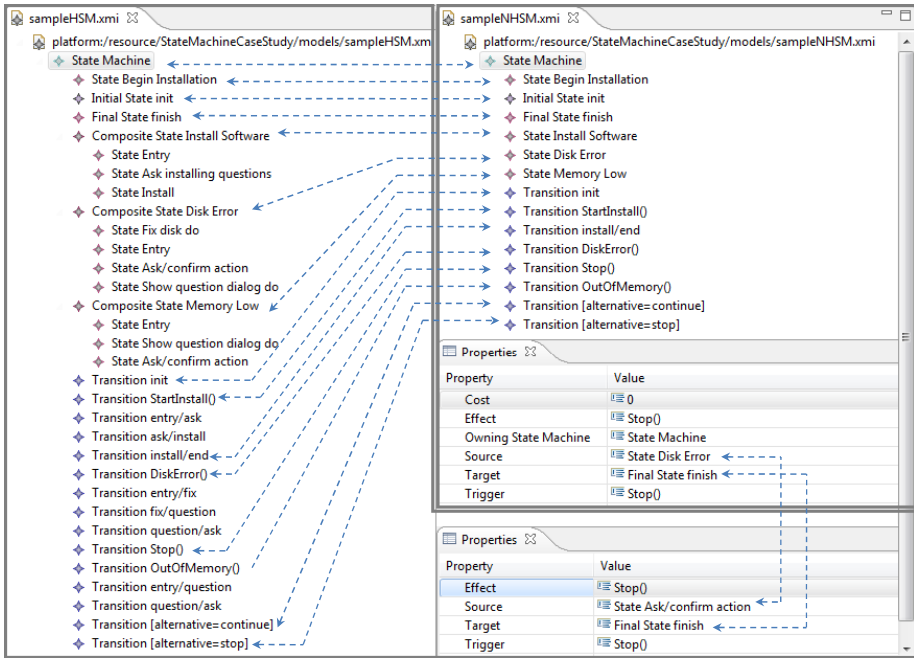 sampleHSM.xmi
platform:/resource/StateMachineCaseStudy/models/sampleHSM.xm
State Machine
State Begin Installation
Initial State init
Final State finish
Composite State Install Software
State Entry
State Ask installing questions
State Install
Composite State Disk Error
State Fix disk do
State Entry
State Ask/confirm action
State Show question dialog do
Composite State Memory Low
State Entry
State Show question dialog do
State Ask/confirm action
Transition init
Transition StartInstall()
Transition entry/ask
Transition ask/install
Transition install/end
Transition DiskError()
Transition entry/fix
Transition fix/question
Transition question/ask
Transition Stop()
Transition OutOfMemory()
Transition entry/question
Transition question/ask
Transition [alternative=continue]
Transition [alternative=stop]
sampleNHSM.xmi
platform:/resource/StateMachineCaseStudy/models/sampleNHSM.xmi
State Machine
State Begin Installation
Initial State init
Final State finish
State Install Software
State Disk Error
State Memory Low
Transition init
Transition StartInstall()
Transition install/end
Transition DiskError()
Transition Stop()
Transition OutOfMemory()
Transition [alternative=continue]
Transition [alternative=stop]
Properties
Property Value
Cost 0
Effect Stop()
Owning State Machine State Machine
Source State Disk Error
Target Final State finish
Trigger Stop()
Properties
Property Value
Effect Stop()
Source State Ask/confirm action
Target Final State finish
Trigger Stop()